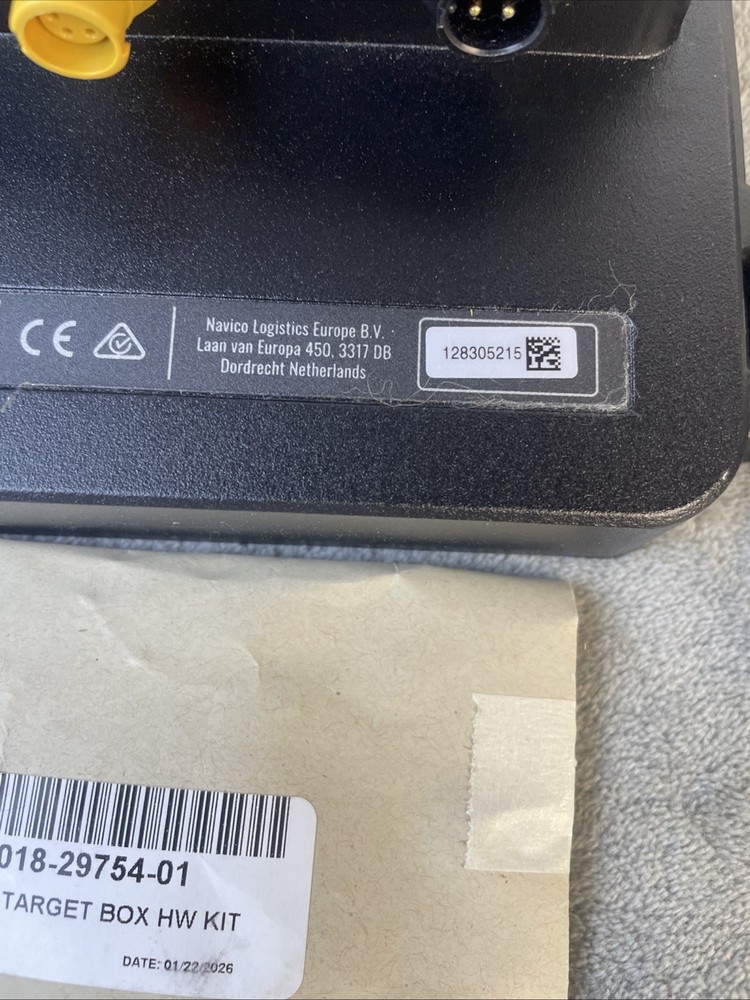 CE
Navico Logistics Europe B.V.
Laan van Europa 450, 3317 DB
Dordrecht Netherlands
128305215
018-29754-01
TARGET BOX HW KIT
DATE: 01/22/2026